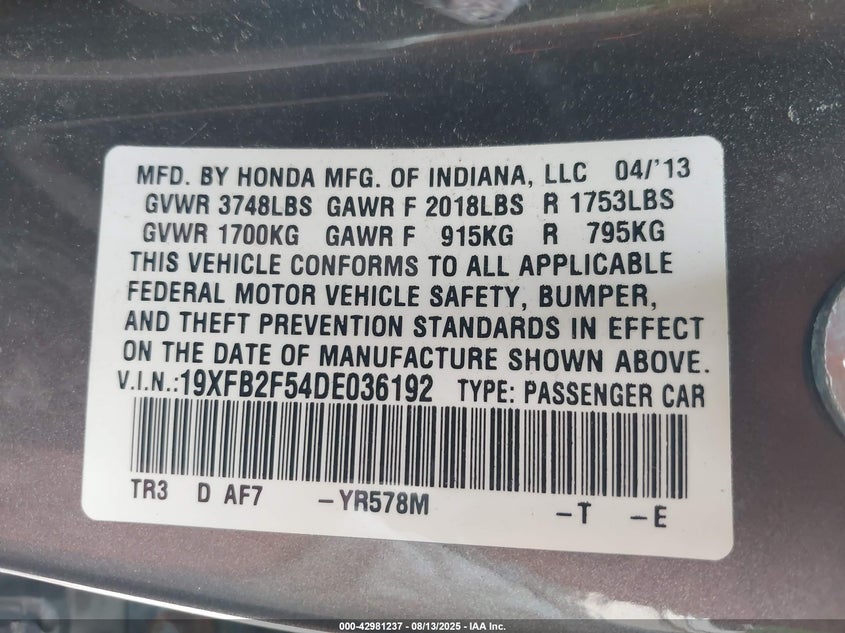 MFD. BY HONDA MFG. OF INDIANA, LLC 04/'13
GVWR 3748LBS GAWR F 2018LBS R 1753LBS
GVWR 1700KG GAWR F 915KG R 795KG
THIS VEHICLE CONFORMS TO ALL APPLICABLE
FEDERAL MOTOR VEHICLE SAFETY, BUMPER,
AND THEFT PREVENTION STANDARDS IN EFFECT
ON THE DATE OF MANUFACTURE SHOWN ABOVE.
V.I.N.:19XFB2F54DE036192 TYPE: PASSENGER CAR
TR3 D AF7 -YR578M -T -E
000-42981237 - 08/13/2025 - IAA Inc.